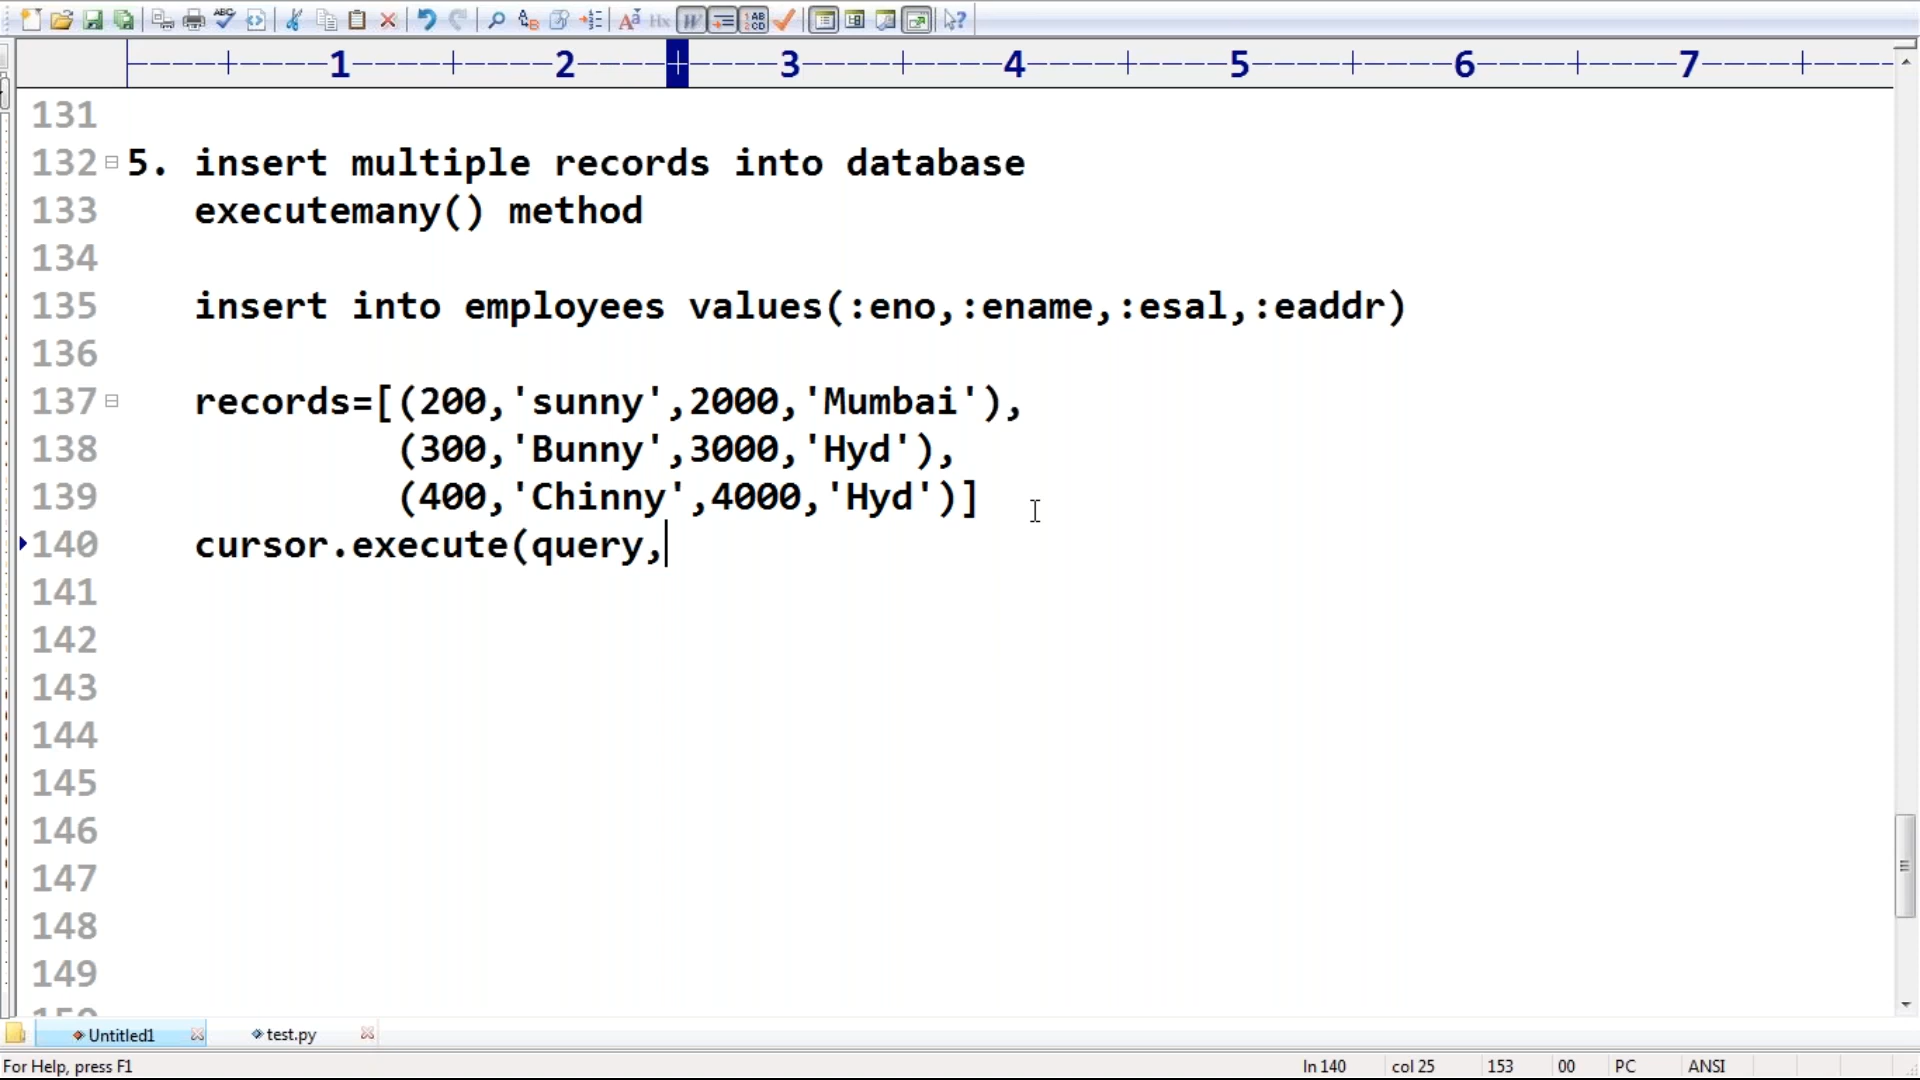 1 2 3 4 5 6 7
131
132 5. insert multiple records into database
133 executemany() method
134
135 insert into employees values(:eno,:ename,:esal,:eaddr)
136
137 records=[(200,'sunny',2000,'Mumbai'),
138 (300,'Bunny',3000,'Hyd'),
139 (400,'Chinny',4000,'Hyd')]
140 cursor.execute(query,
141
142
143
144
145
146
147
148
149
Untitled1 test.py
For Help, press F1 ln 140 col 25 153 00 PC ANSI